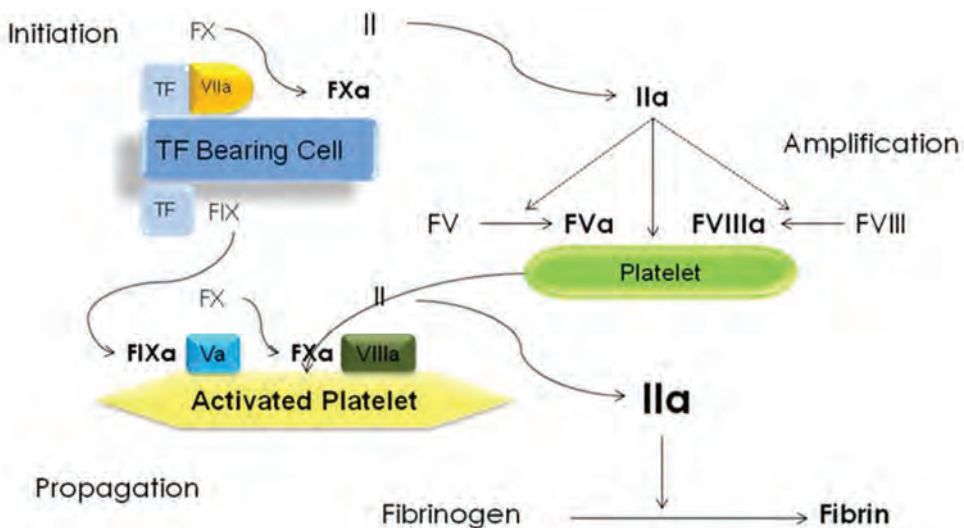 Initiation
FX
II
TF
VIIa
FXa
IIa
TF Bearing Cell
Amplification
TF
FIX
FV
FVa
FVIIIa
FVIII
Platelet
FX
II
FIXa
Va
FXa
VIIIa
Activated Platelet
IIa
Propagation
Fibrinogen
Fibrin